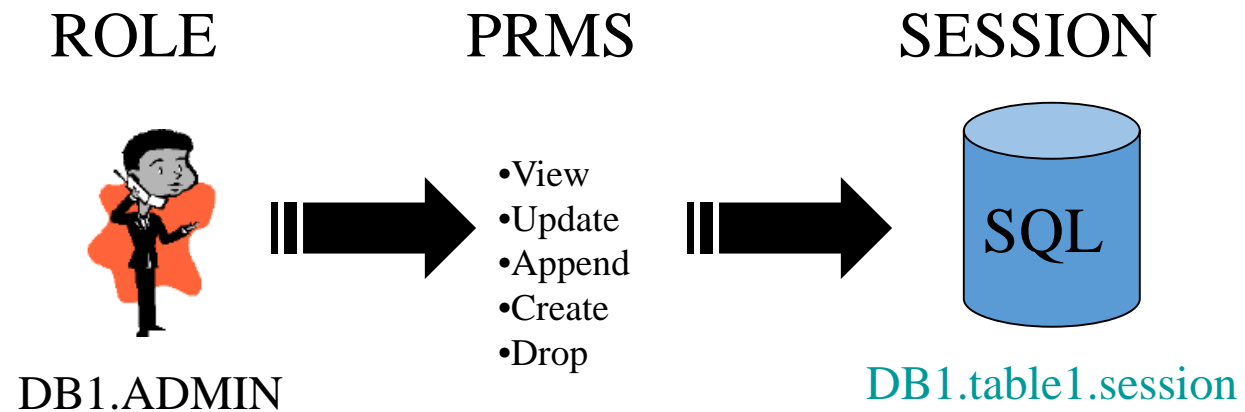 ROLE
PRMS
SESSION
•View
•Update
•Append
•Create
•Drop
SQL
DB1.ADMIN
DB1.table1.session